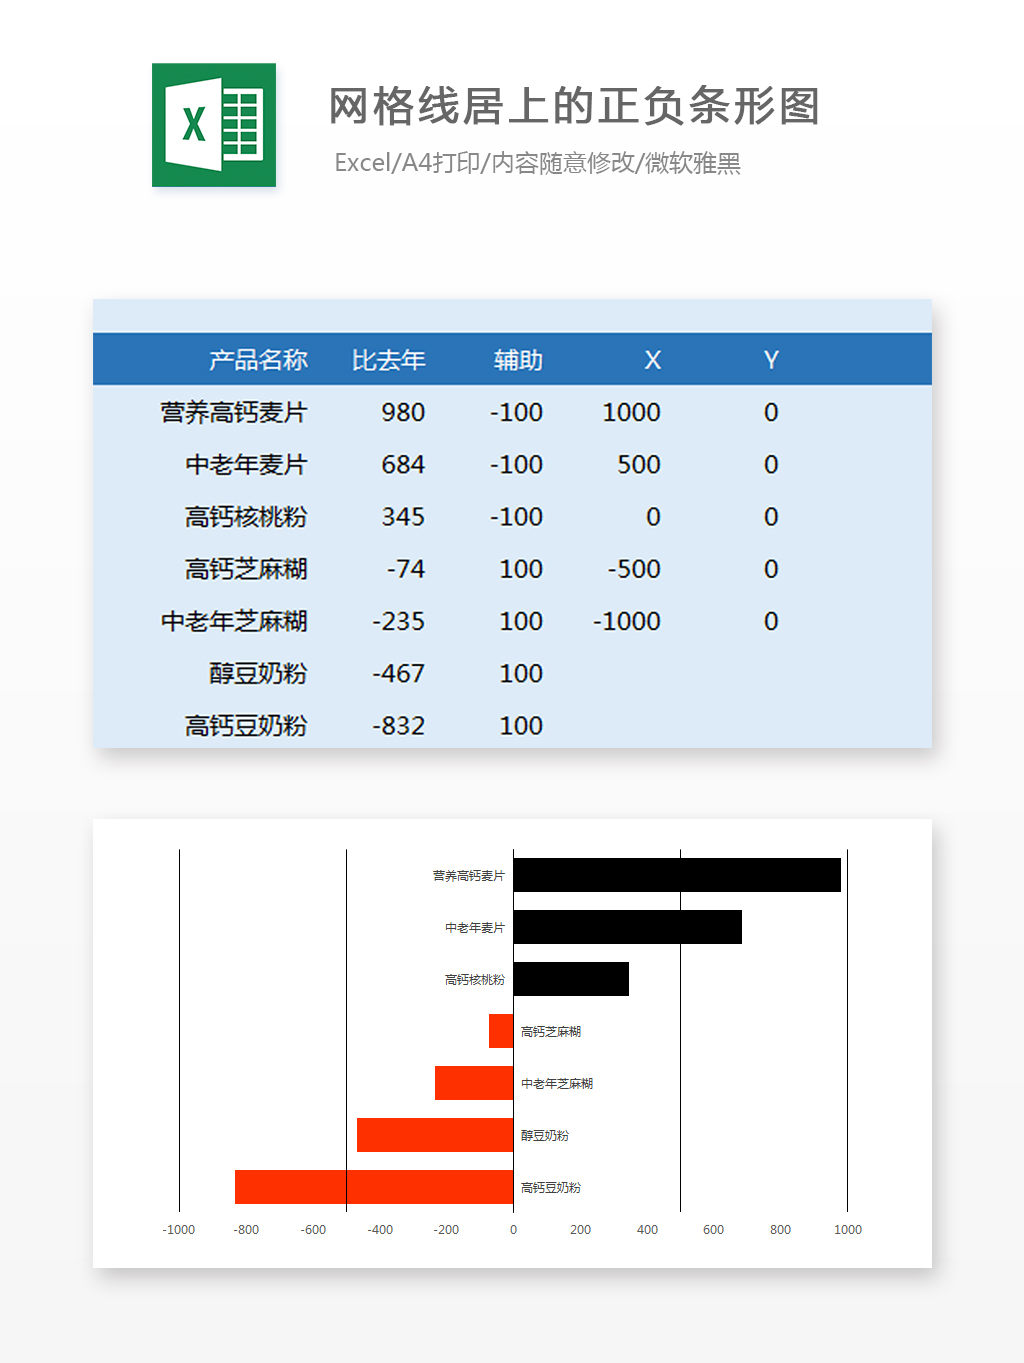 X
网格线居上的正负条形图
Excel/A4打印/内容随意修改/微软雅黑
产品名称 比去年 辅助 X Y
营养高钙麦片 980 -100 1000 0
中老年麦片 684 -100 500 0
高钙核桃粉 345 -100 0 0
高钙芝麻糊 -74 100 -500 0
中老年芝麻糊 -235 100 -1000 0
醇豆奶粉 -467 100
高钙豆奶粉 -832 100
营养高钙麦片
中老年麦片
高钙核桃粉
高钙芝麻糊
中老年芝麻糊
醇豆奶粉
高钙豆奶粉
-1000 -800 -600 -400 -200 0 200 400 600 800 1000